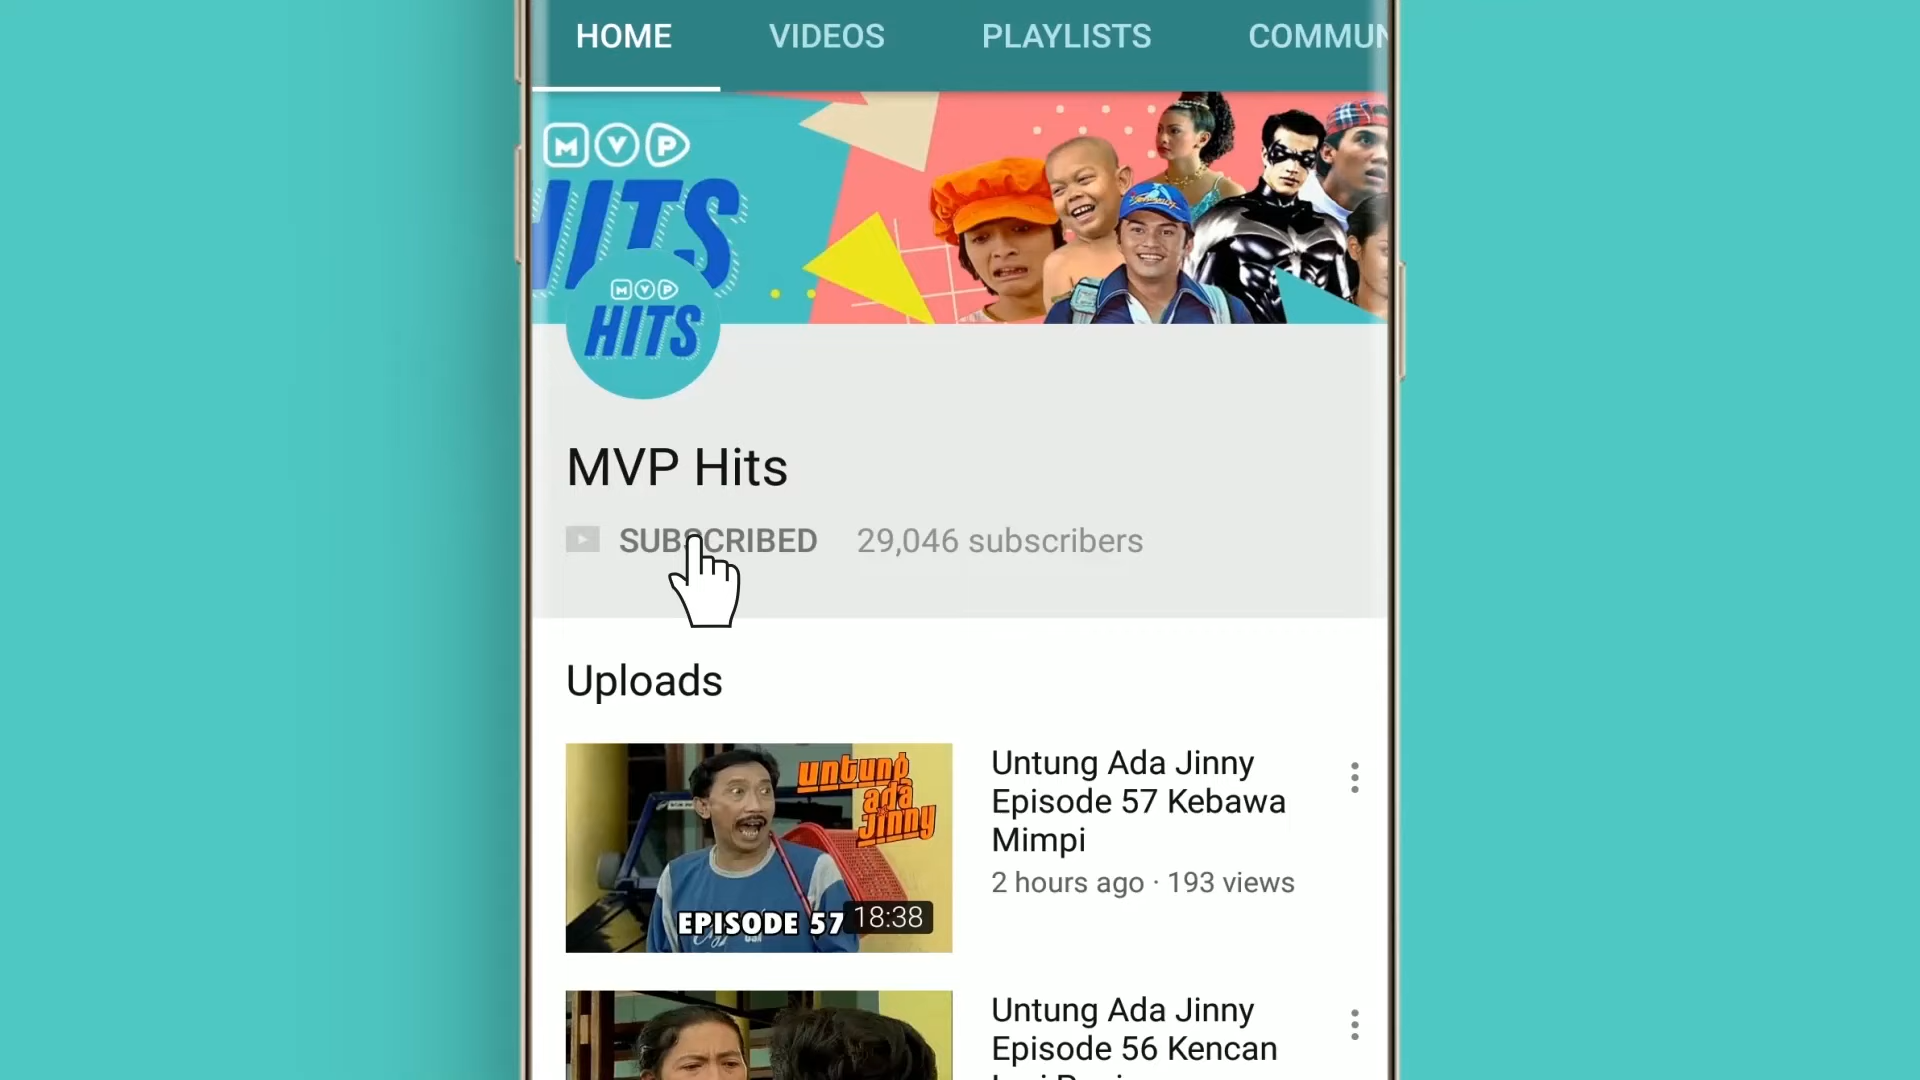 HOME VIDEOS PLAYLISTS COMMUN
MVP
HITS
MVP
HITS
MVP Hits
SUBSCRIBED 29,046 subscribers
Uploads
untung
ada
jinny
EPISODE 57 18:38
Untung Ada Jinny
Episode 57 Kebawa
Mimpi
2 hours ago · 193 views
Untung Ada Jinny
Episode 56 Kencan